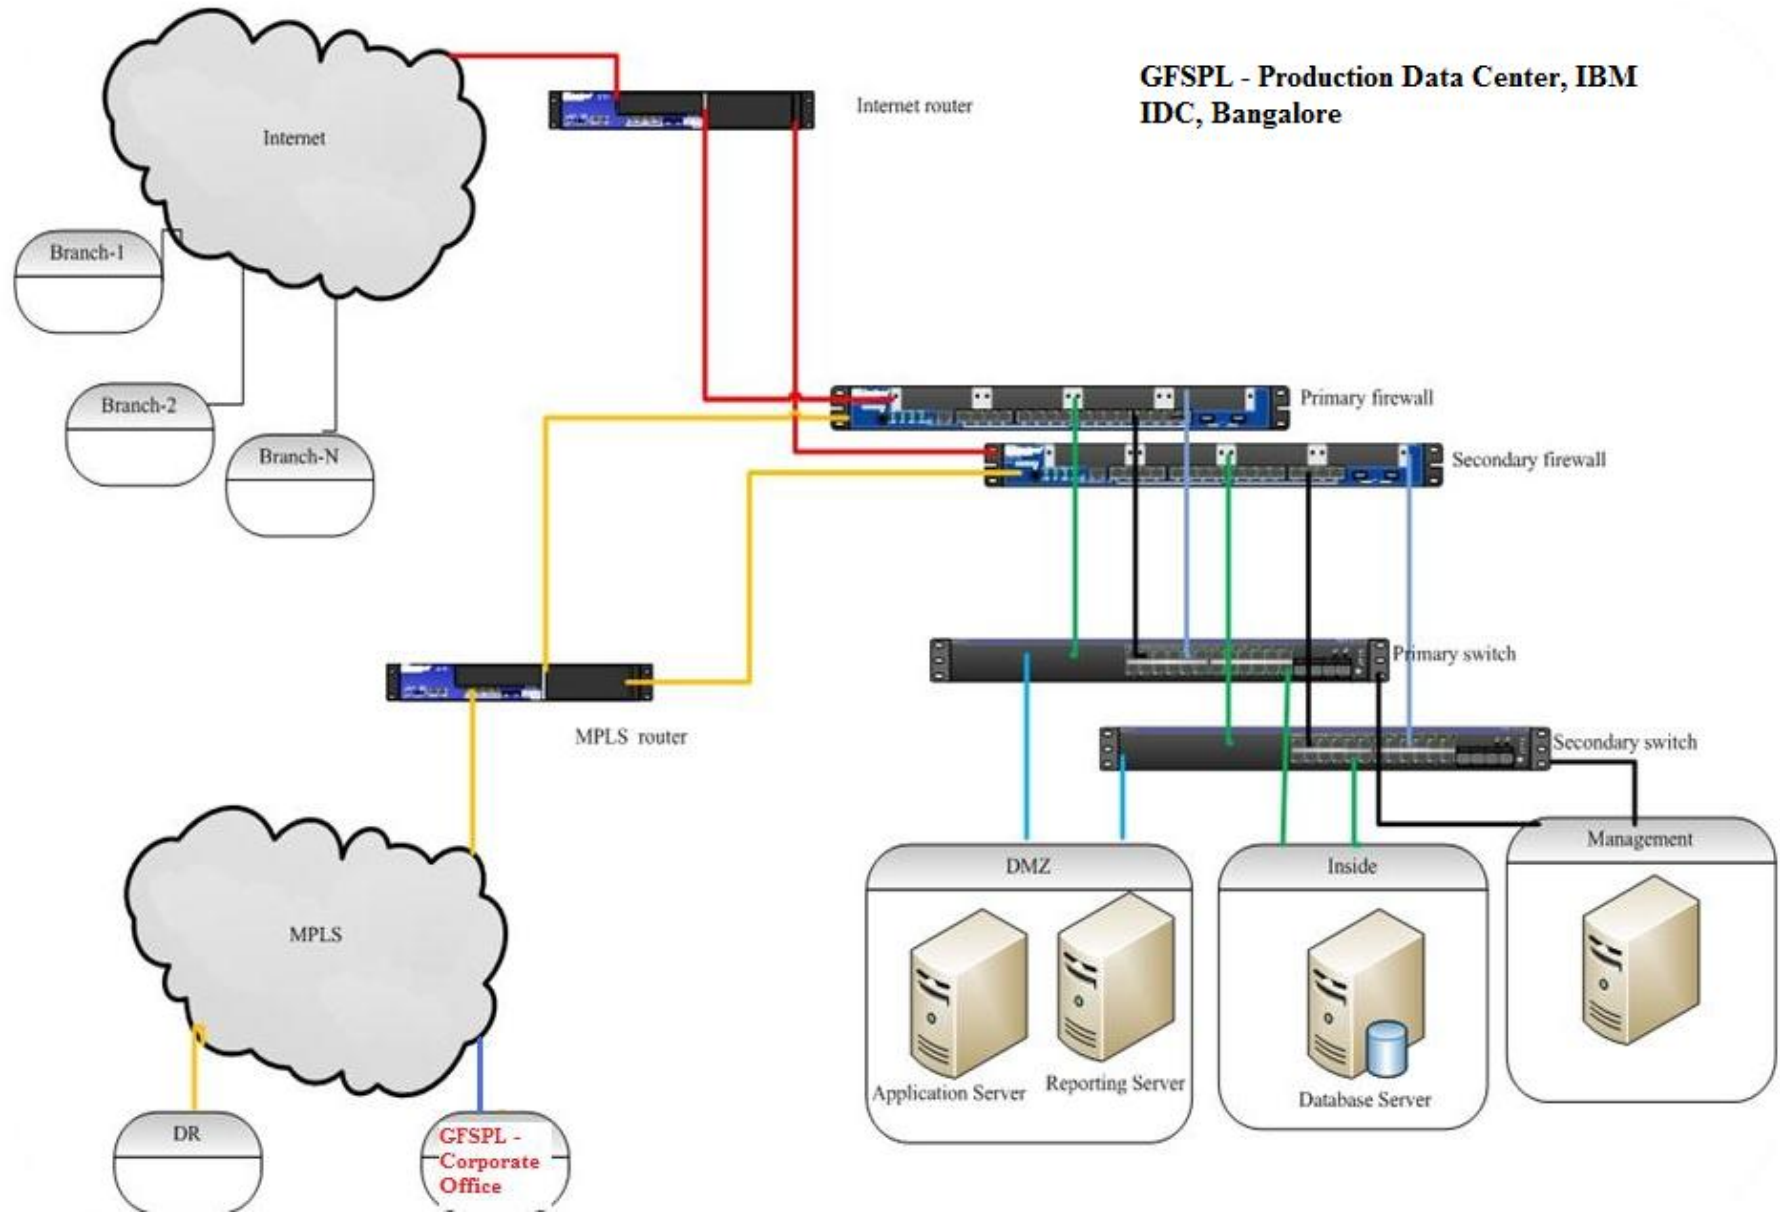 GFSPL - Production Data Center, IBM
IDC, Bangalore
Internet router
Internet
Branch-1
Branch-2
Branch-N
Primary firewall
Secondary firewall
Primary switch
Secondary switch
MPLS router
Management
DMZ
Inside
MPLS
Application Server
Reporting Server
Database Server
DR
GFSPL -
Corporate
Office